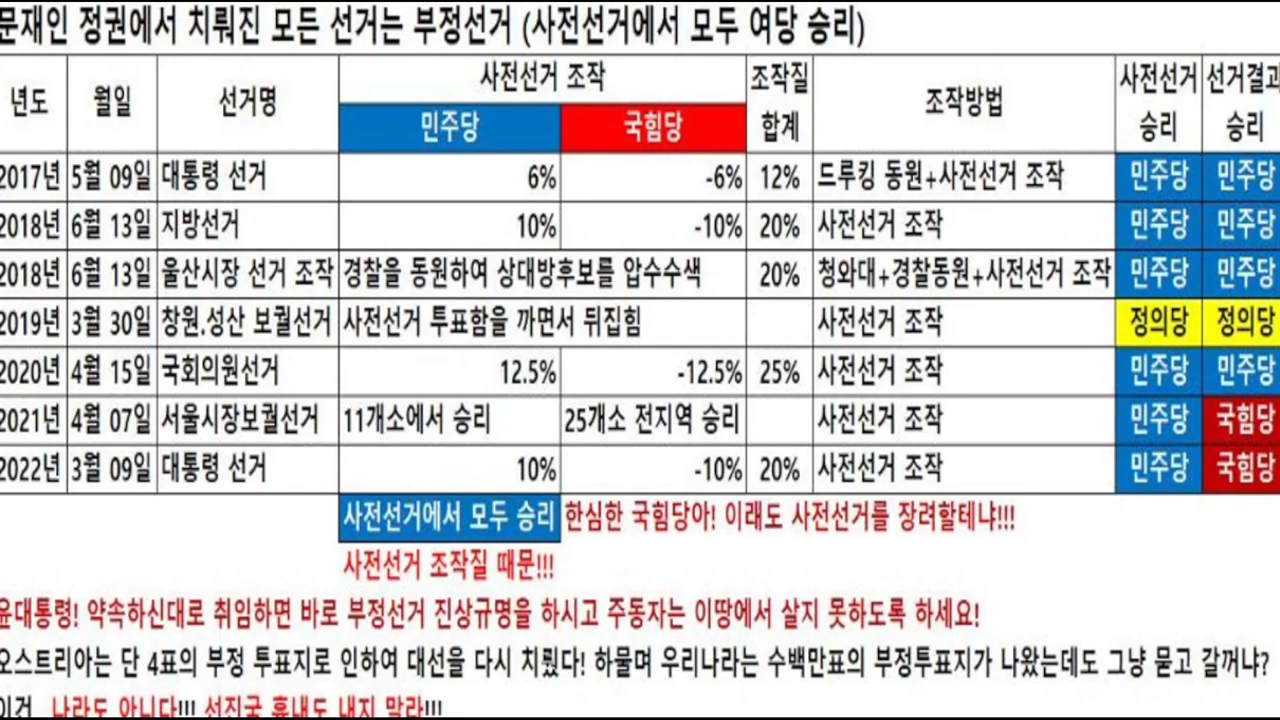 문재인 정권에서 치뤄진 모든 선거는 부정선거 (사전선거에서 모두 여당 승리)
년도 월일 선거명 사전선거 조작 조작질 합계 조작방법 사전선거 승리 선거결과 승리
민주당 국힘당
2017년 5월 09일 대통령 선거 6% -6% 12% 드루킹 동원+사전선거 조작 민주당 민주당
2018년 6월 13일 지방선거 10% -10% 20% 사전선거 조작 민주당 민주당
2018년 6월 13일 울산시장 선거 조작 경찰을 동원하여 상대방후보를 압수수색 20% 청와대+경찰동원+사전선거 조작 민주당 민주당
2019년 3월 30일 창원.성산 보궐선거 사전선거 투표함을 까면서 뒤집힘 사전선거 조작 정의당 정의당
2020년 4월 15일 국회의원선거 12.5% -12.5% 25% 사전선거 조작 민주당 민주당
2021년 4월 07일 서울시장보궐선거 11개소에서 승리 25개소 전지역 승리 사전선거 조작 민주당 국힘당
2022년 3월 09일 대통령 선거 10% -10% 20% 사전선거 조작 민주당 국힘당
사전선거에서 모두 승리 한심한 국힘당아! 이래도 사전선거를 장려할테냐!!!
사전선거 조작질 때문!!!
윤대통령! 약속하신대로 취임하면 바로 부정선거 진상규명을 하시고 주동자는 이땅에서 살지 못하도록 하세요!
오스트리아는 단 4표의 부정 투표지로 인하여 대선을 다시 치뤘다! 하물며 우리나라는 수백만표의 부정투표지가 나왔는데도 그냥 묻고 갈꺼냐?
이건 나라도 아니다!!! 선진국 흉내도 내지 말라!!!